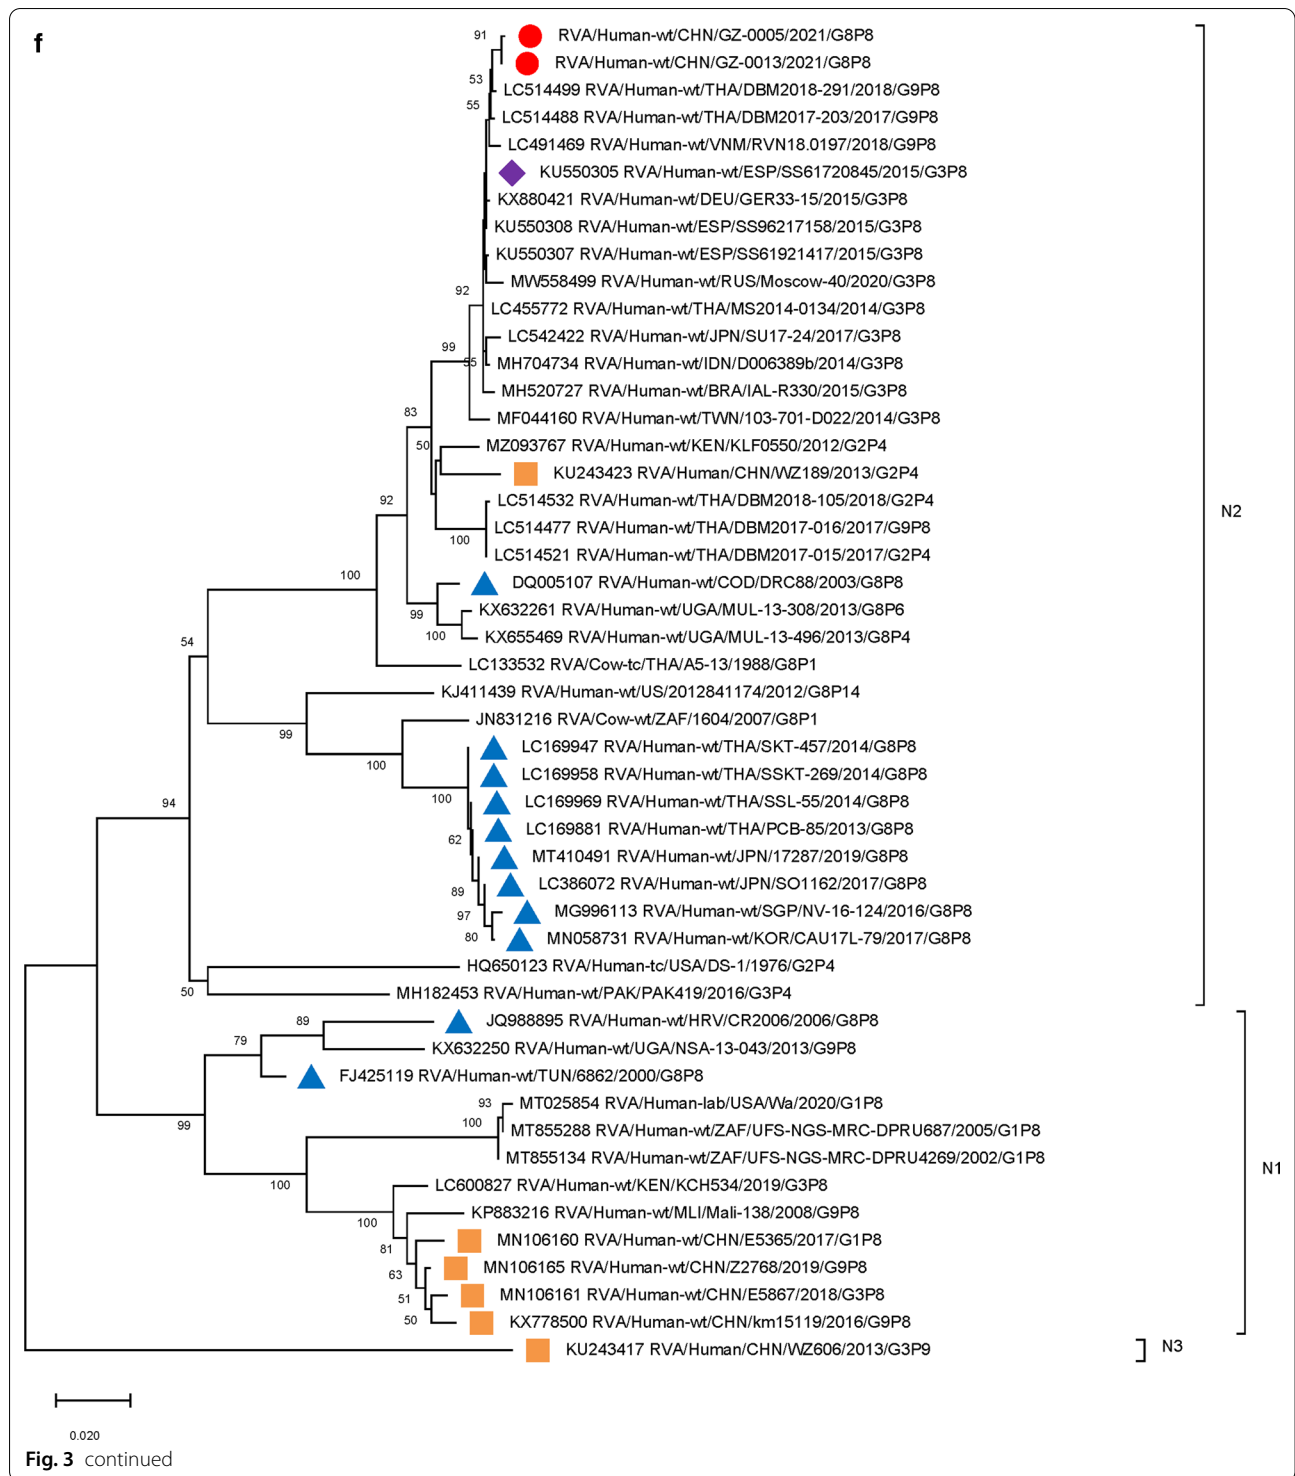 f
91
RVA/Human-wt/CHN/GZ-0005/2021/G8P8
RVA/Human-wt/CHN/GZ-0013/2021/G8P8
53
LC514499 RVA/Human-wt/THA/DBM2018-291/2018/G9P8
55
LC514488 RVA/Human-wt/THA/DBM2017-203/2017/G9P8
LC491469 RVA/Human-wt/VNM/RVN18.0197/2018/G9P8
KU550305 RVA/Human-wt/ESP/SS61720845/2015/G3P8
KX880421 RVA/Human-wt/DEU/GER33-15/2015/G3P8
KU550308 RVA/Human-wt/ESP/SS96217158/2015/G3P8
KU550307 RVA/Human-wt/ESP/SS61921417/2015/G3P8
MW558499 RVA/Human-wt/RUS/Moscow-40/2020/G3P8
92
LC455772 RVA/Human-wt/THA/MS2014-0134/2014/G3P8
LC542422 RVA/Human-wt/JPN/SU17-24/2017/G3P8
99
55
MH704734 RVA/Human-wt/IDN/D006389b/2014/G3P8
MH520727 RVA/Human-wt/BRA/IAL-R330/2015/G3P8
83
MF044160 RVA/Human-wt/TWN/103-701-D022/2014/G3P8
50
MZ093767 RVA/Human-wt/KEN/KLF0550/2012/G2P4
KU243423 RVA/Human/CHN/WZ189/2013/G2P4
92
LC514532 RVA/Human-wt/THA/DBM2018-105/2018/G2P4
N2
LC514477 RVA/Human-wt/THA/DBM2017-016/2017/G9P8
100
LC514521 RVA/Human-wt/THA/DBM2017-015/2017/G2P4
100
DQ005107 RVA/Human-wt/COD/DRC88/2003/G8P8
99
KX632261 RVA/Human-wt/UGA/MUL-13-308/2013/G8P6
100
KX655469 RVA/Human-wt/UGA/MUL-13-496/2013/G8P4
54
LC133532 RVA/Cow-tc/THA/A5-13/1988/G8P1
KJ411439 RVA/Human-wt/US/2012841174/2012/G8P14
99
JN831216 RVA/Cow-wt/ZAF/1604/2007/G8P1
LC169947 RVA/Human-wt/THA/SKT-457/2014/G8P8
100
LC169958 RVA/Human-wt/THA/SSKT-269/2014/G8P8
100
LC169969 RVA/Human-wt/THA/SSL-55/2014/G8P8
94
LC169881 RVA/Human-wt/THA/PCB-85/2013/G8P8
62
MT410491 RVA/Human-wt/JPN/17287/2019/G8P8
LC386072 RVA/Human-wt/JPN/SO1162/2017/G8P8
89
MG996113 RVA/Human-wt/SGP/NV-16-124/2016/G8P8
97
MN058731 RVA/Human-wt/KOR/CAU17L-79/2017/G8P8
80
HQ650123 RVA/Human-tc/USA/DS-1/1976/G2P4
50
MH182453 RVA/Human-wt/PAK/PAK419/2016/G3P4
89
JQ988895 RVA/Human-wt/HRV/CR2006/2006/G8P8
79
KX632250 RVA/Human-wt/UGA/NSA-13-043/2013/G9P8
FJ425119 RVA/Human-wt/TUN/6862/2000/G8P8
93
MT025854 RVA/Human-lab/USA/Wa/2020/G1P8
100
99
MT855288 RVA/Human-wt/ZAF/UFS-NGS-MRC-DPRU687/2005/G1P8
MT855134 RVA/Human-wt/ZAF/UFS-NGS-MRC-DPRU4269/2002/G1P8
N1
100
LC600827 RVA/Human-wt/KEN/KCH534/2019/G3P8
100
KP883216 RVA/Human-wt/MLI/Mali-138/2008/G9P8
81
MN106160 RVA/Human-wt/CHN/E5365/2017/G1P8
63
MN106165 RVA/Human-wt/CHN/Z2768/2019/G9P8
51
MN106161 RVA/Human-wt/CHN/E5867/2018/G3P8
50
KX778500 RVA/Human-wt/CHN/km15119/2016/G9P8
KU243417 RVA/Human/CHN/WZ606/2013/G3P9
N3
0.020
Fig. 3 continued